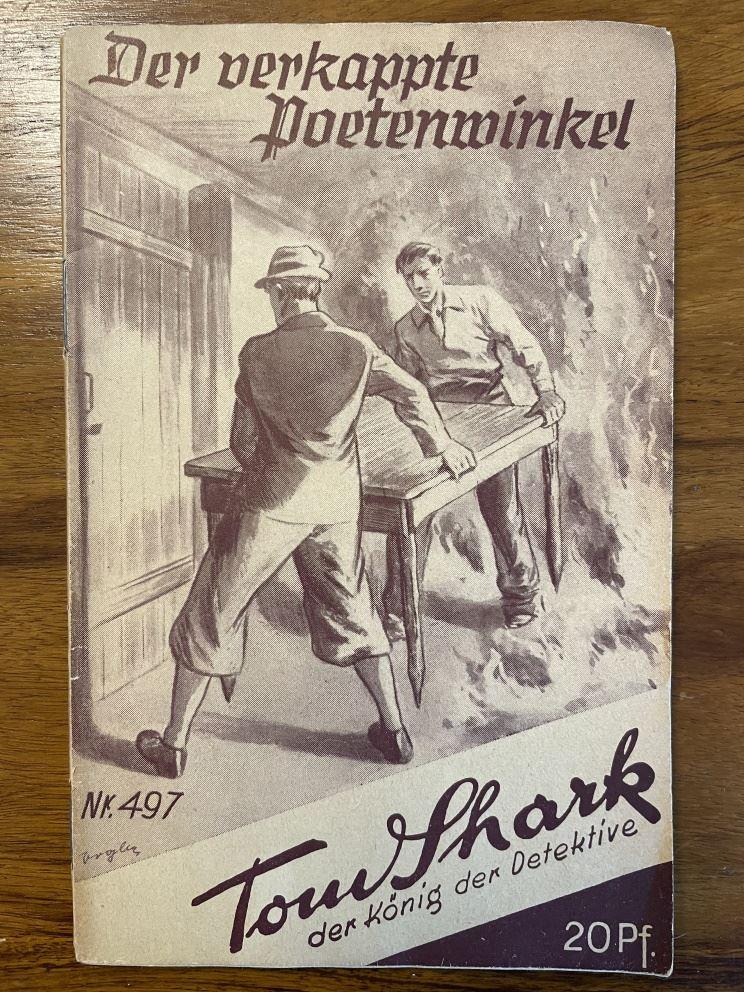 Der verkappte
Poetenwinkel
Nr. 497
Tom Shark
der König der Detektive
20 Pf.